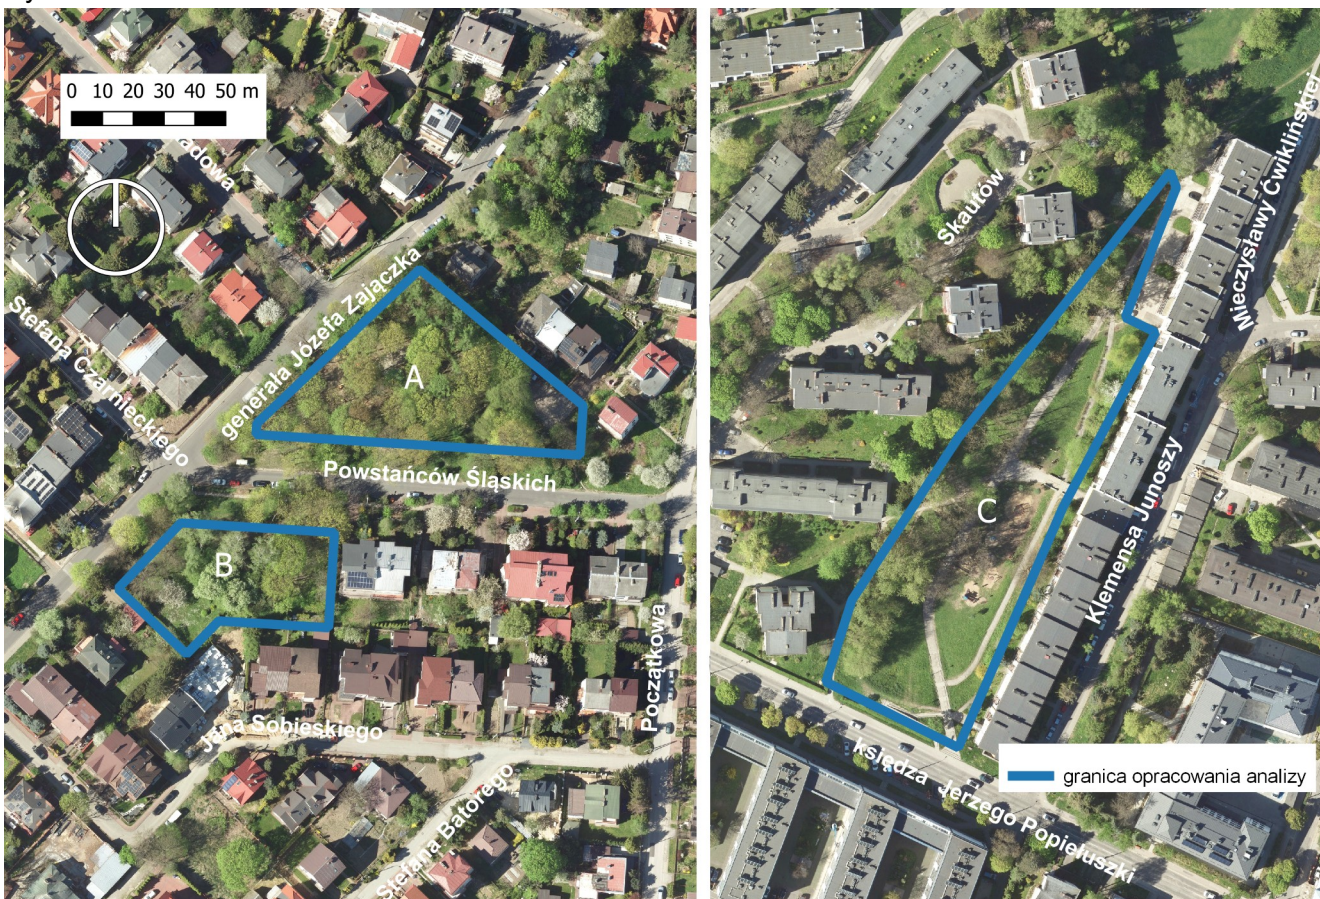 0 10 20 30 40 50 m
adowa
Stefana Czarnieckiego
generała Józefa Zajączka
A
Powstańców Śląskich
B
Początkowa
Jana Sobieskiego
Stefana Batorego
Skautów
Mieczysławy Ćwiklińskiej
C
Klemensa Junoszy
księdza Jerzego Popiełuszki
granica opracowania analizy